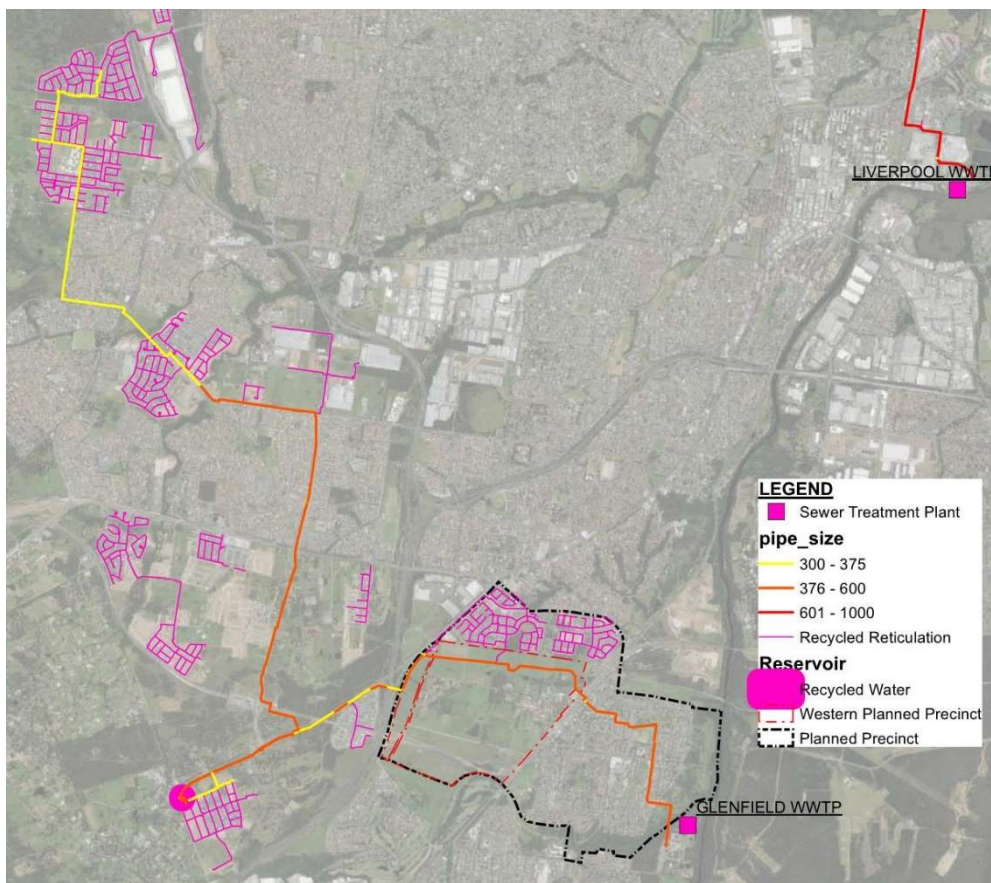 LIVERPOOL WWTP
LEGEND
Sewer Treatment Plant
pipe_size
300 - 375
376 - 600
601 - 1000
Recycled Reticulation
Reservoir
Recycled Water
Western Planned Precinct
Planned Precinct
GLENFIELD WWTP